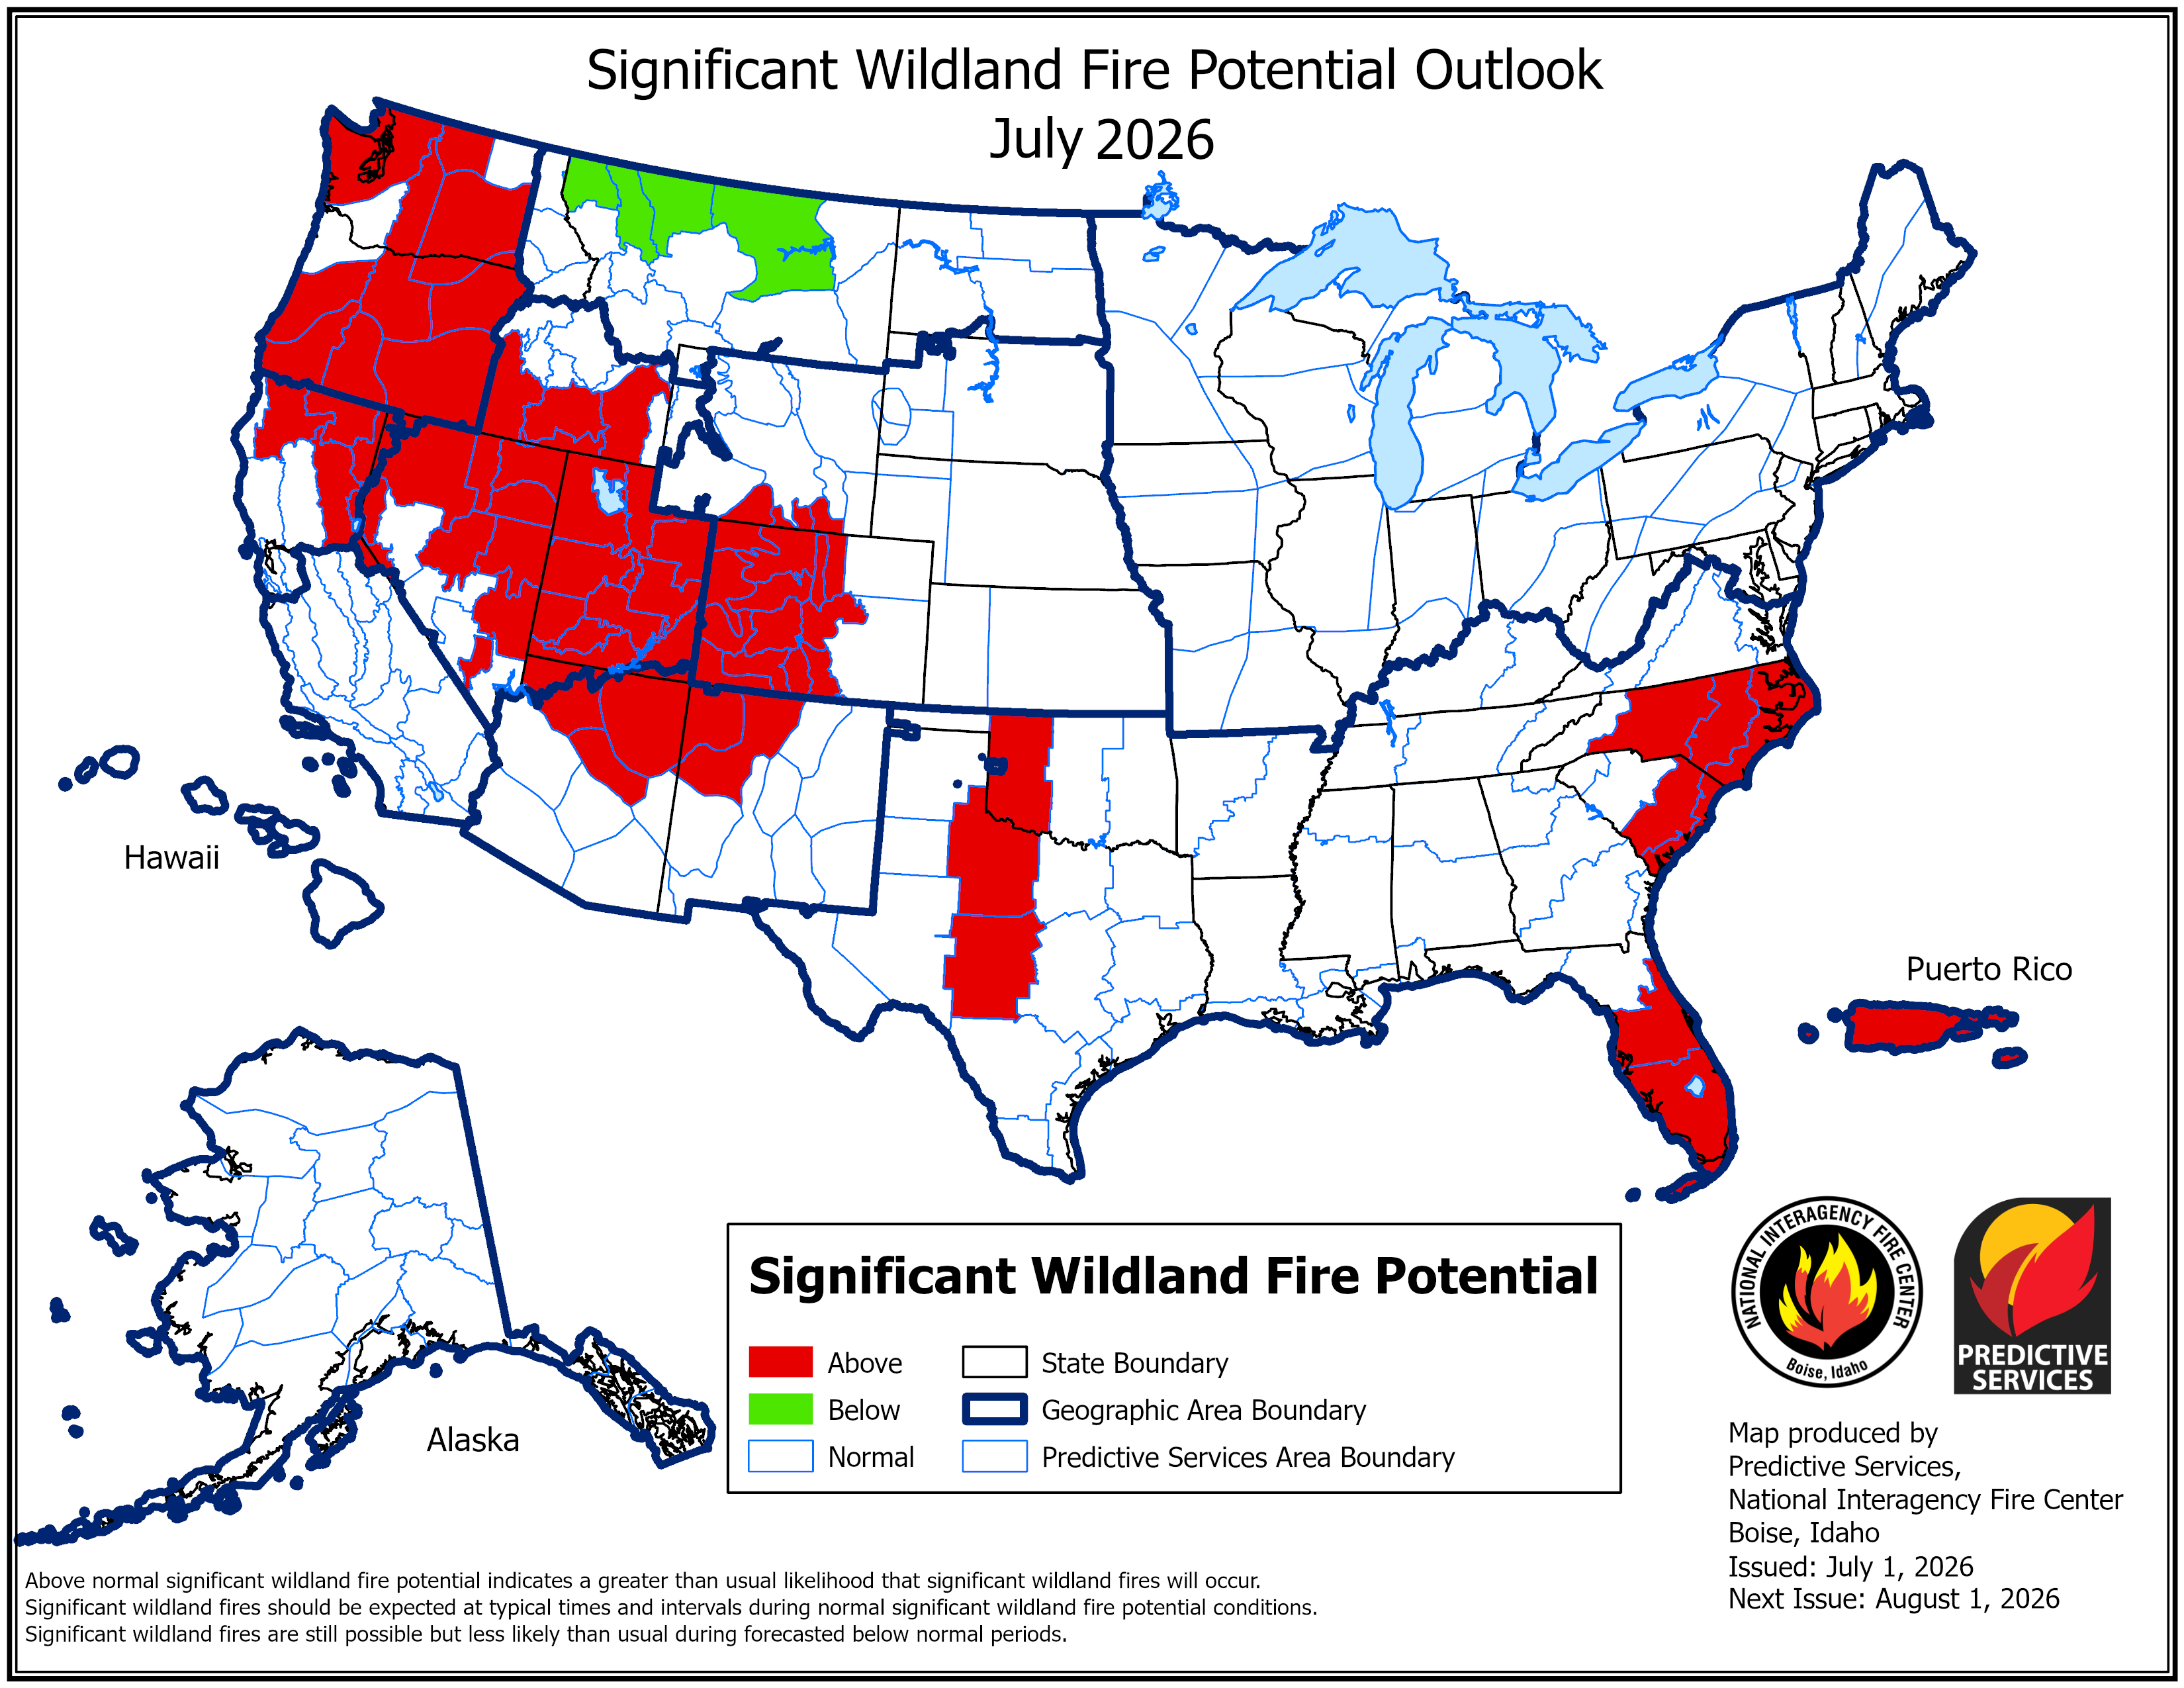 Significant Wildland Fire Potential Outlook
July 2026
Hawaii
Puerto Rico
Alaska
Significant Wildland Fire Potential
Above
State Boundary
Below
Geographic Area Boundary
Normal
Predictive Services Area Boundary
NATIONAL INTERAGENCY FIRE CENTER
Boise, Idaho
PREDICTIVE
SERVICES
Map produced by
Predictive Services,
National Interagency Fire Center
Boise, Idaho
Issued: July 1, 2026
Next Issue: August 1, 2026
Above normal significant wildland fire potential indicates a greater than usual likelihood that significant wildland fires will occur.
Significant wildland fires should be expected at typical times and intervals during normal significant wildland fire potential conditions.
Significant wildland fires are still possible but less likely than usual during forecasted below normal periods.